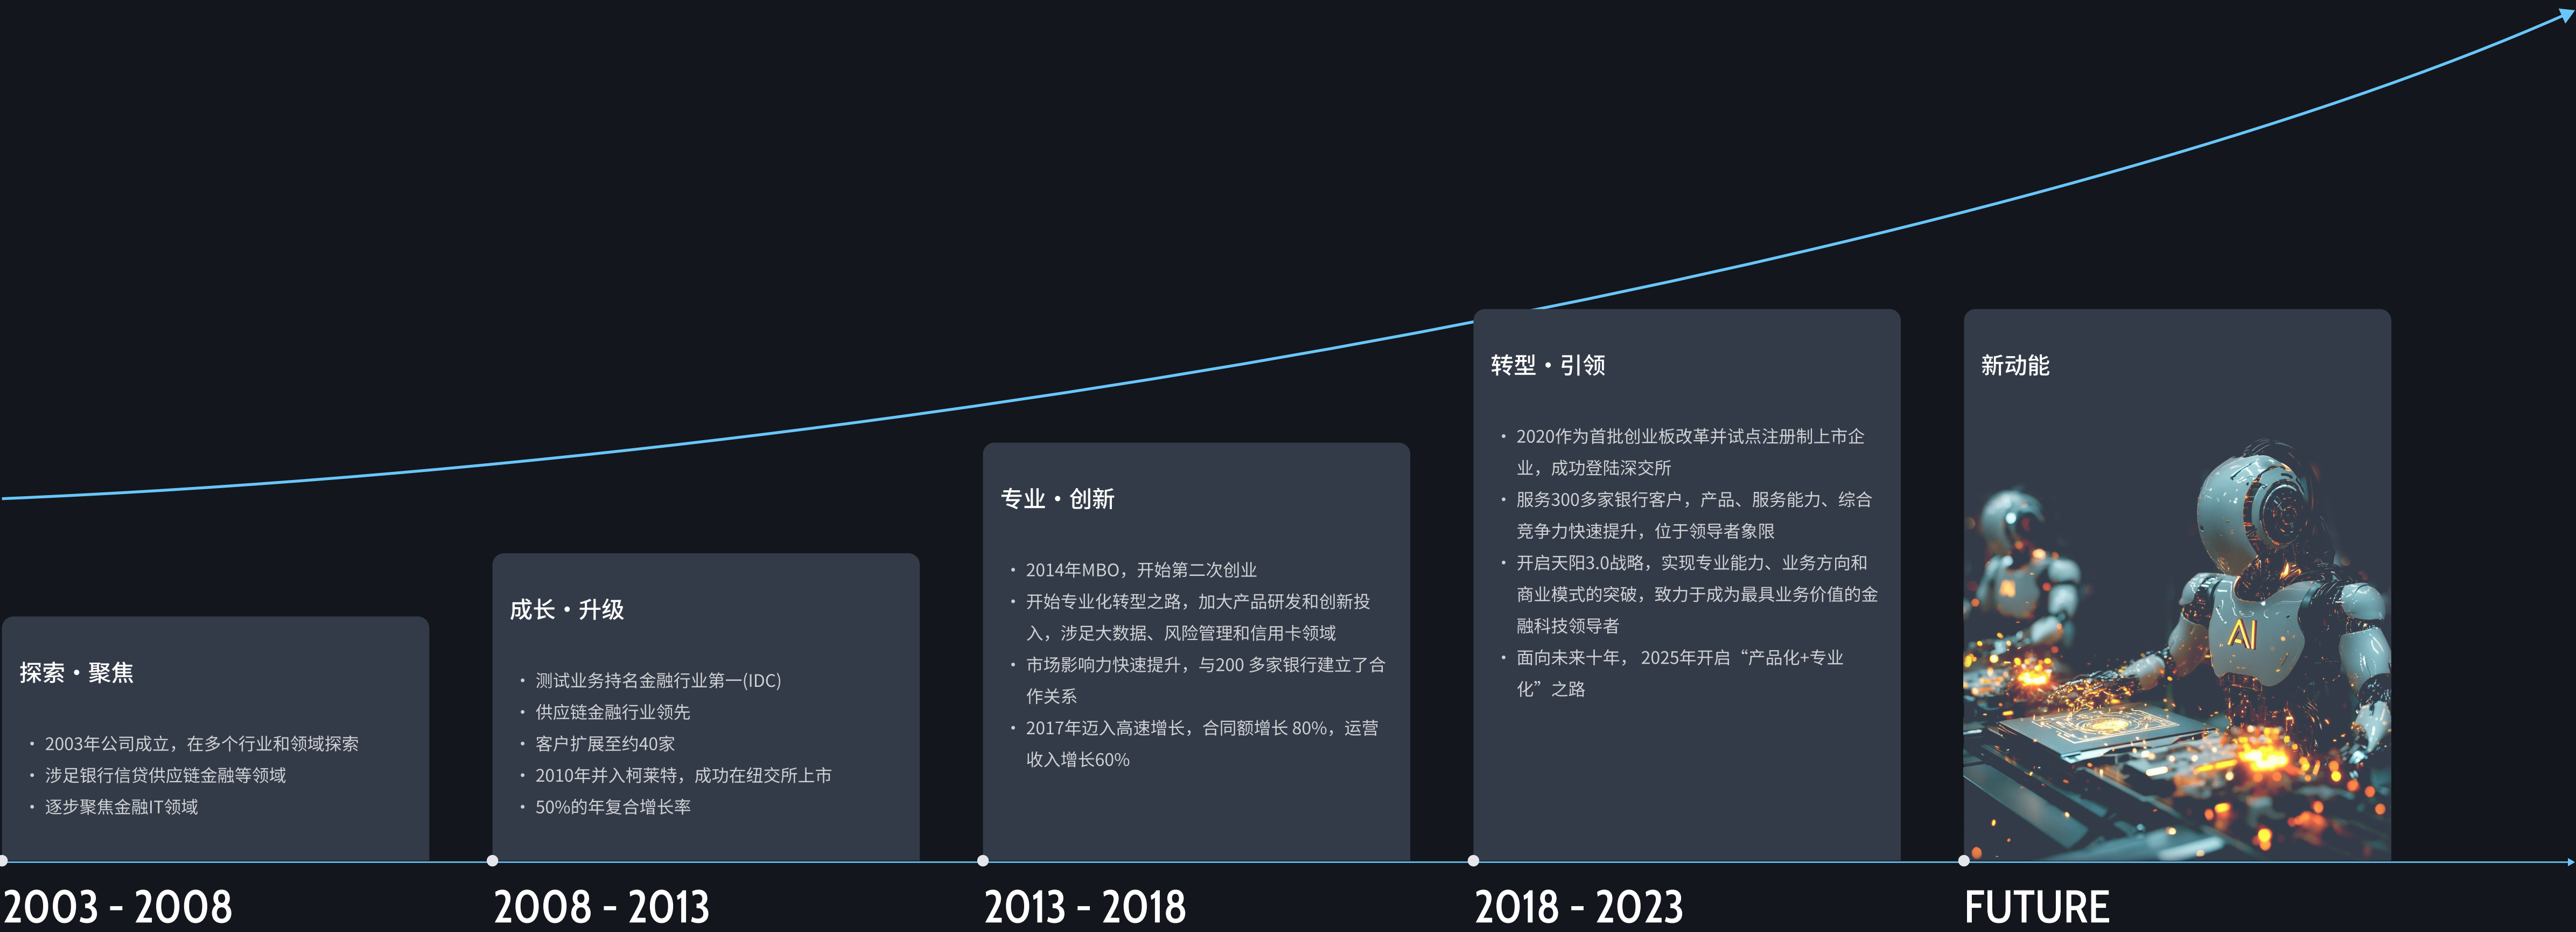 探索・聚焦
• 2003年公司成立，在多个行业和领域探索
• 涉足银行信贷供应链金融等领域
• 逐步聚焦金融IT领域
2003 - 2008
成长・升级
• 测试业务持名金融行业第一(IDC)
• 供应链金融行业领先
• 客户扩展至约40家
• 2010年并入柯莱特，成功在纽交所上市
• 50%的年复合增长率
2008 - 2013
专业・创新
• 2014年MBO，开始第二次创业
• 开始专业化转型之路，加大产品研发和创新投
入，涉足大数据、风险管理和信用卡领域
• 市场影响力快速提升，与200 多家银行建立了合
作关系
• 2017年迈入高速增长，合同额增长 80%，运营
收入增长60%
2013 - 2018
转型・引领
• 2020作为首批创业板改革并试点注册制上市企
业，成功登陆深交所
• 服务300多家银行客户，产品、服务能力、综合
竞争力快速提升，位于领导者象限
• 开启天阳3.0战略，实现专业能力、业务方向和
商业模式的突破，致力于成为最具业务价值的金
融科技领导者
• 面向未来十年， 2025年开启“产品化+专业
化”之路
2018 - 2023
新动能
AI
FUTURE